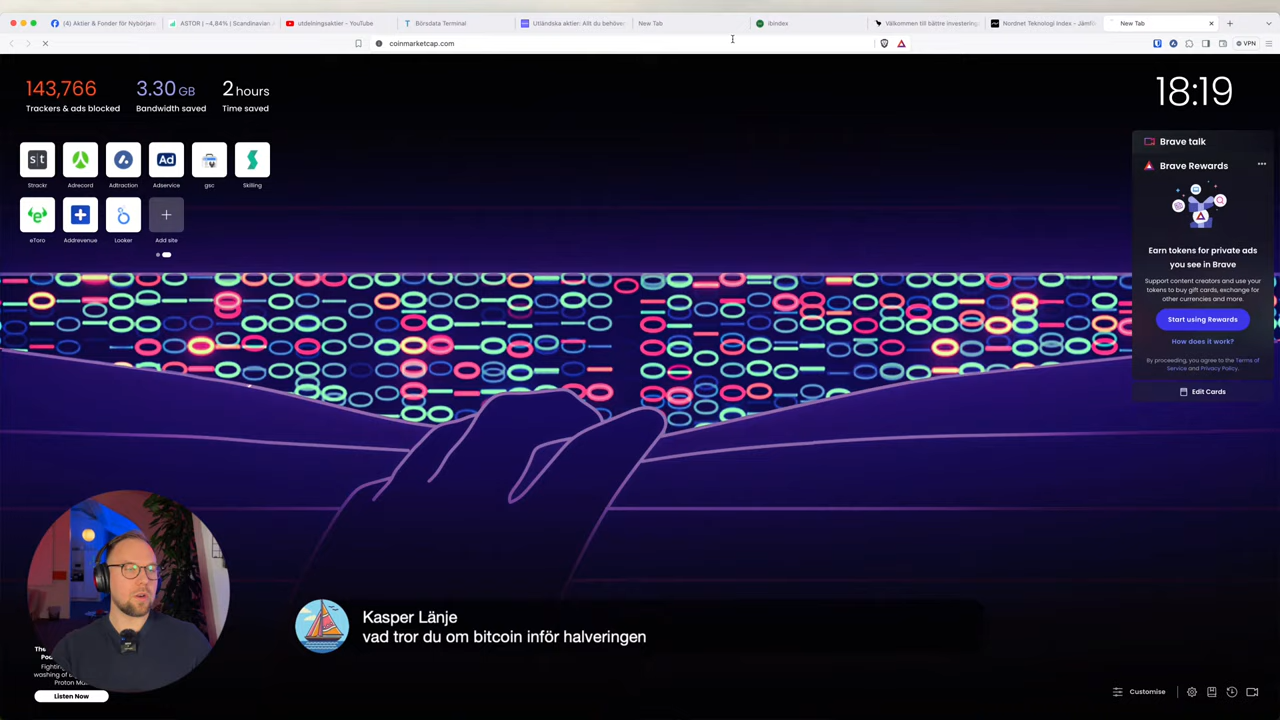 (4) Aktier & Fonder för Nybörjare
ASTOR | −4,84% | Scandinavian A
utdelningsaktier - YouTube
Börsdata Terminal
Utländska aktier: Allt du behöve
New Tab
ibindex
Välkommen till bättre investering
Nordnet Teknologi Index - Jämfö
New Tab
coinmarketcap.com
VPN
143,766
Trackers & ads blocked
3.30 GB
Bandwidth saved
2 hours
Time saved
18:19
s|t
Ad
Strackr
Adrecord
Adtraction
Adservice
gsc
Skilling
eToro
Addrevenue
Looker
Add site
Brave talk
Brave Rewards
Earn tokens for private ads
you see in Brave
Support content creators and use your
tokens to buy gift cards, exchange for
other currencies and more.
Start using Rewards
How does it work?
By proceeding, you agree to the Terms of
Service and Privacy Policy.
Edit Cards
Kasper Länje
vad tror du om bitcoin inför halveringen
Listen Now
Customise